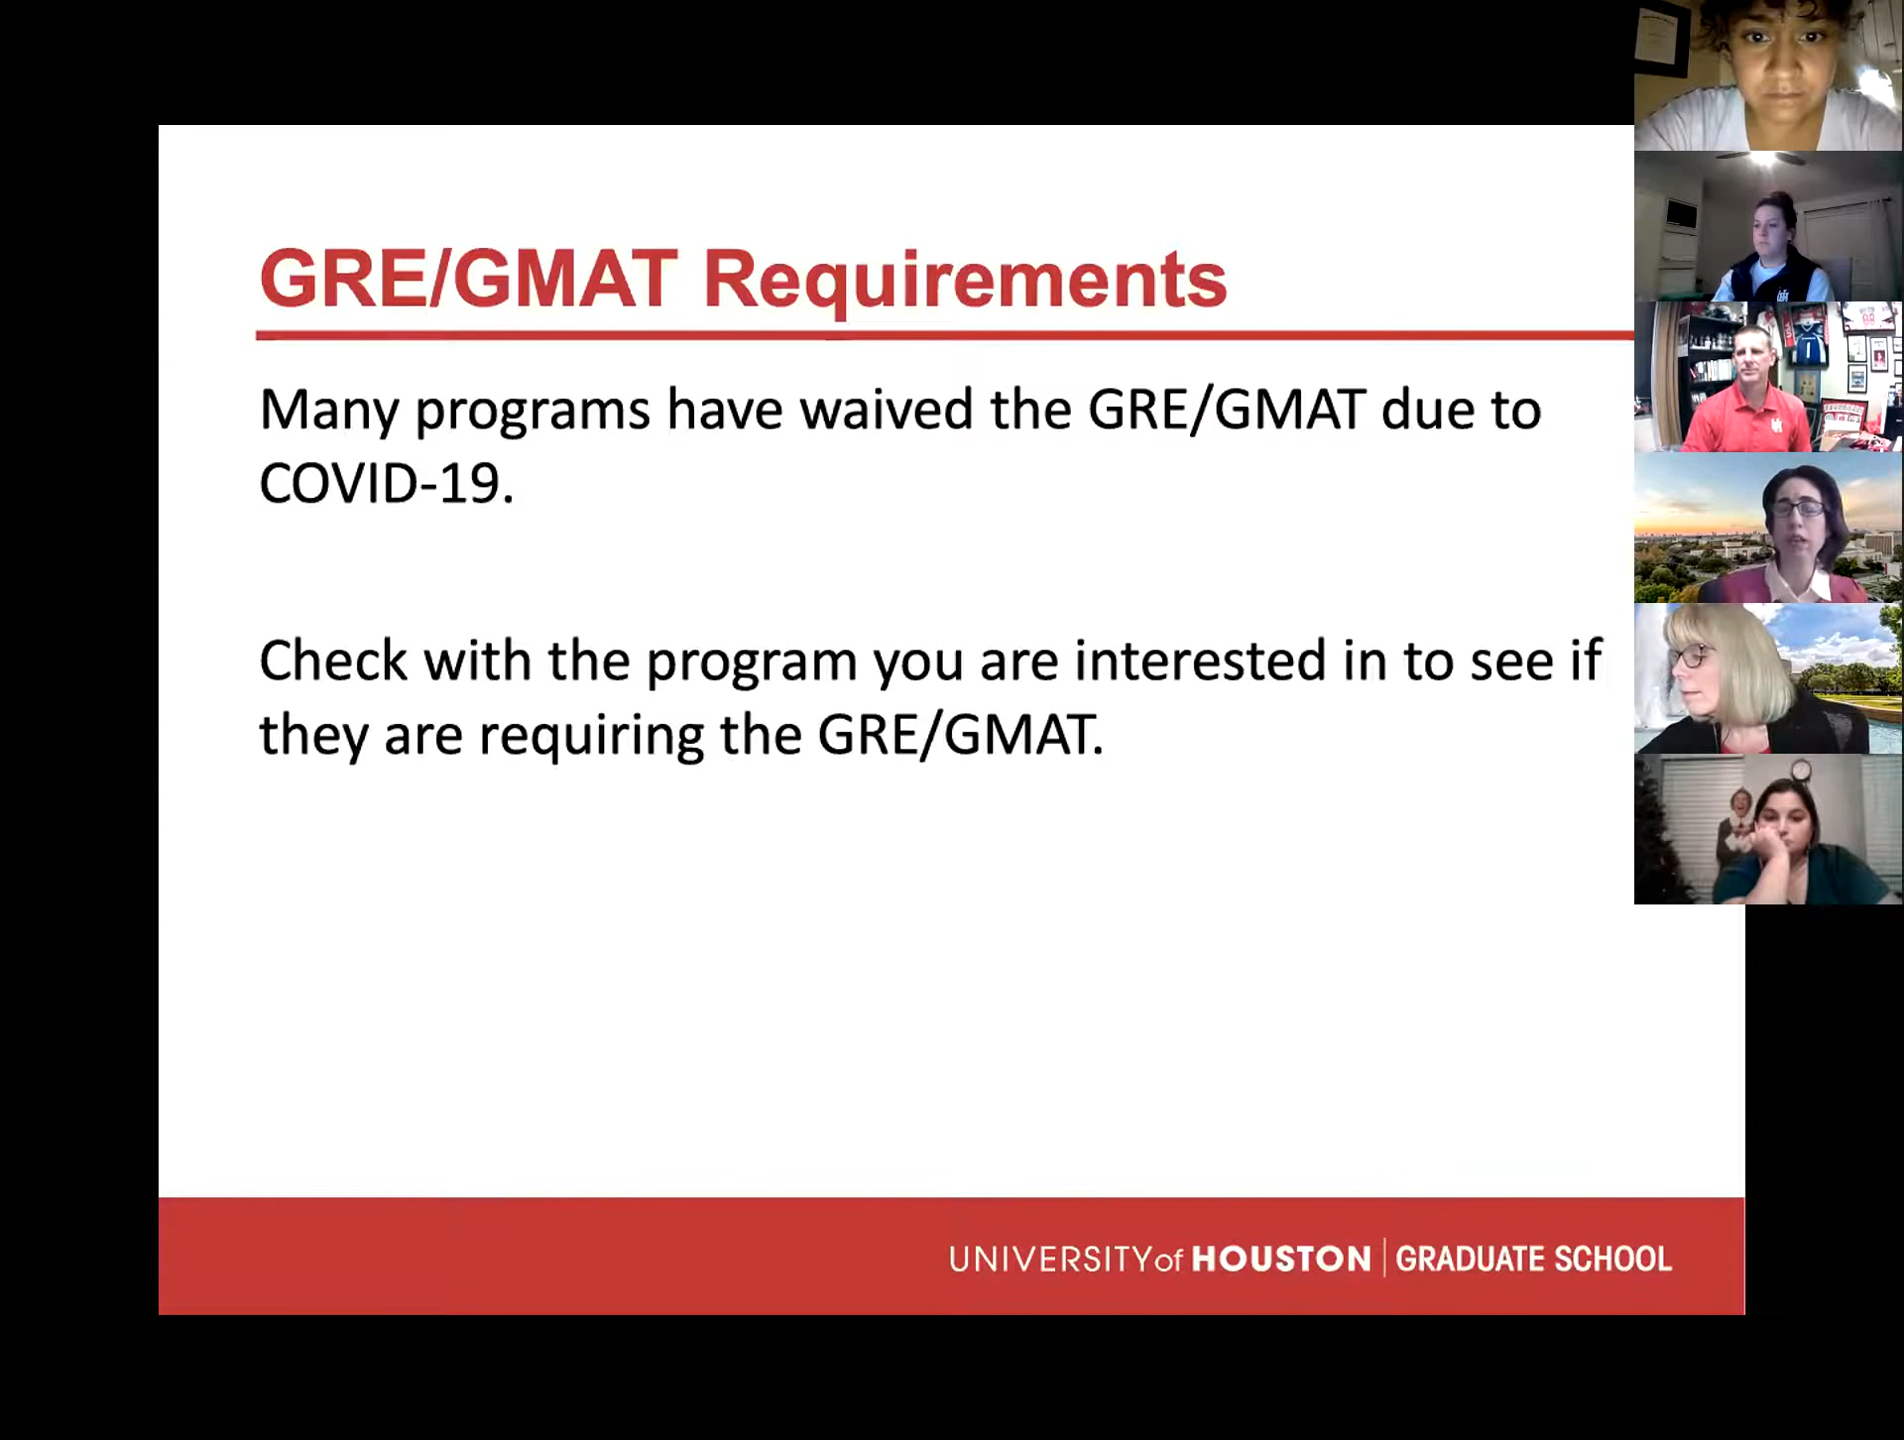 GRE/GMAT Requirements
Many programs have waived the GRE/GMAT due to
COVID-19.
Check with the program you are interested in to see if
they are requiring the GRE/GMAT.
UNIVERSITY of HOUSTON | GRADUATE SCHOOL